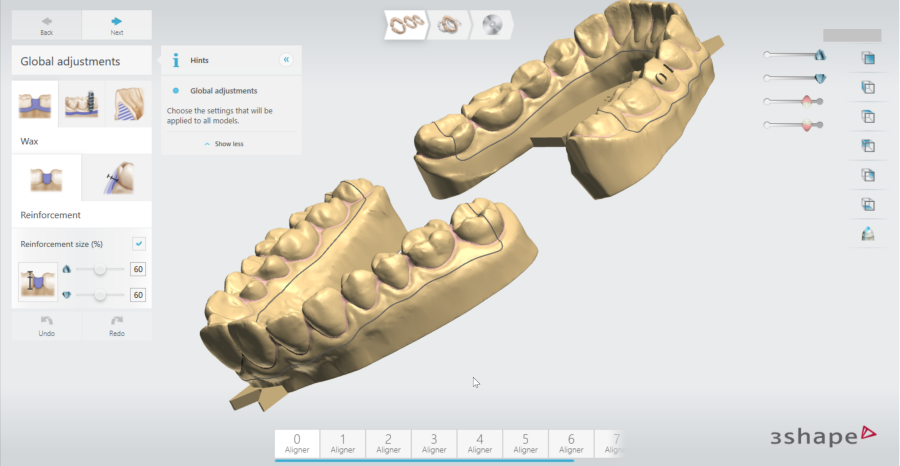 Back
Next
Global adjustments
Hints
Global adjustments
Choose the settings that will be
applied to all models.
Show less
Wax
Reinforcement
Reinforcement size (%)
60
60
Undo
Redo
0
Aligner
1
Aligner
2
Aligner
3
Aligner
4
Aligner
5
Aligner
6
Aligner
7
3shape